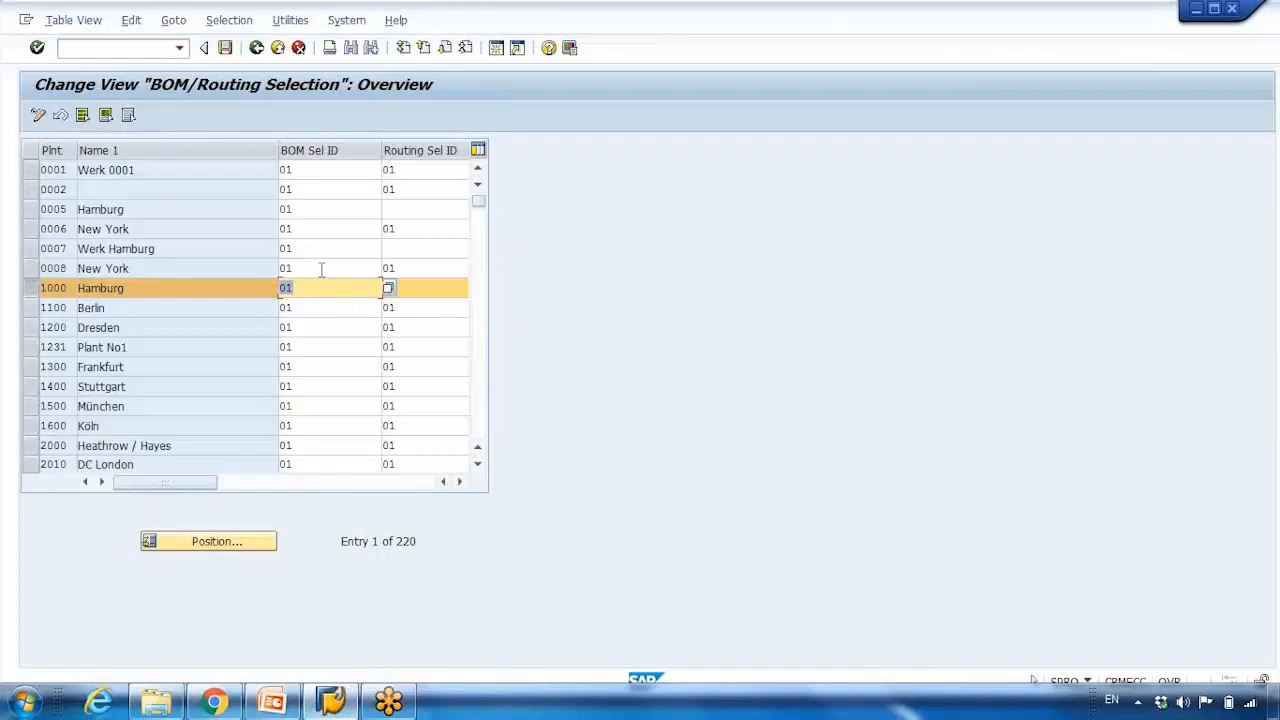 Table View Edit Goto Selection Utilities System Help
Change View "BOM/Routing Selection": Overview
Plnt Name 1 BOM Sel ID Routing Sel ID
0001 Werk 0001 01 01
0002 01 01
0005 Hamburg 01
0006 New York 01 01
0007 Werk Hamburg 01
0008 New York 01 01
1000 Hamburg 01
1100 Berlin 01 01
1200 Dresden 01 01
1231 Plant No1 01 01
1300 Frankfurt 01 01
1400 Stuttgart 01 01
1500 München 01 01
1600 Köln 01 01
2000 Heathrow / Hayes 01 01
2010 DC London 01 01
Position... Entry 1 of 220
SAP
SPRO CRMECC OVR
EN